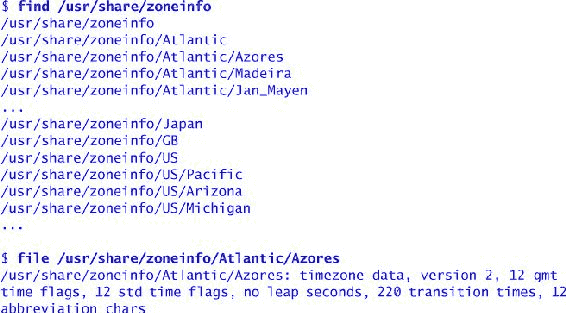 $ find /usr/share/zoneinfo
/usr/share/zoneinfo
/usr/share/zoneinfo/Atlantic
/usr/share/zoneinfo/Atlantic/Azores
/usr/share/zoneinfo/Atlantic/Madeira
/usr/share/zoneinfo/Atlantic/Jan_Mayen
...
/usr/share/zoneinfo/Japan
/usr/share/zoneinfo/GB
/usr/share/zoneinfo/US
/usr/share/zoneinfo/US/Pacific
/usr/share/zoneinfo/US/Arizona
/usr/share/zoneinfo/US/Michigan
...
$ file /usr/share/zoneinfo/Atlantic/Azores
/usr/share/zoneinfo/Atlantic/Azores: timezone data, version 2, 12 gmt
time flags, 12 std time flags, no leap seconds, 220 transition times, 12
abbreviation chars